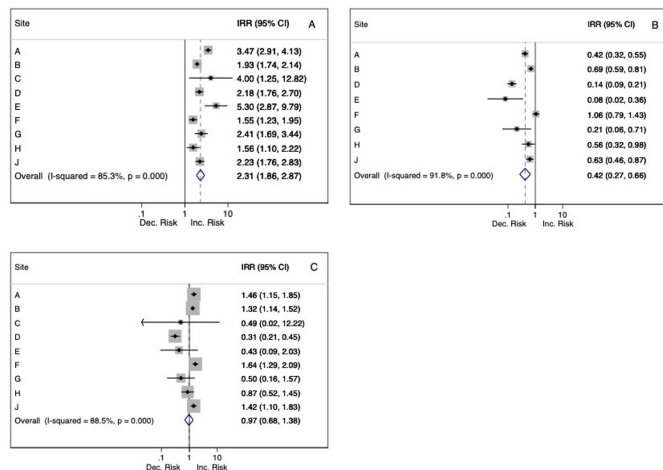 Site IRR (95% CI) A
A 3.47 (2.91, 4.13)
B 1.93 (1.74, 2.14)
C 4.00 (1.25, 12.82)
D 2.18 (1.76, 2.70)
E 5.30 (2.87, 9.79)
F 1.55 (1.23, 1.95)
G 2.41 (1.69, 3.44)
H 1.56 (1.10, 2.22)
J 2.23 (1.76, 2.83)
Overall (I-squared = 85.3%, p = 0.000) 2.31 (1.86, 2.87)
.1 1 10
Dec. Risk Inc. Risk
Site IRR (95% CI) B
A 0.42 (0.32, 0.55)
B 0.69 (0.59, 0.81)
D 0.14 (0.09, 0.21)
E 0.08 (0.02, 0.36)
F 1.06 (0.79, 1.43)
G 0.21 (0.06, 0.71)
H 0.56 (0.32, 0.98)
J 0.63 (0.46, 0.87)
Overall (I-squared = 91.8%, p = 0.000) 0.42 (0.27, 0.66)
.1 1 10
Dec. Risk Inc. Risk
Site IRR (95% CI) C
A 1.46 (1.15, 1.85)
B 1.32 (1.14, 1.52)
C 0.49 (0.02, 12.22)
D 0.31 (0.21, 0.45)
E 0.43 (0.09, 2.03)
F 1.64 (1.29, 2.09)
G 0.50 (0.16, 1.57)
H 0.87 (0.52, 1.45)
J 1.42 (1.10, 1.83)
Overall (I-squared = 88.5%, p = 0.000) 0.97 (0.68, 1.38)
.1 1 10
Dec. Risk Inc. Risk